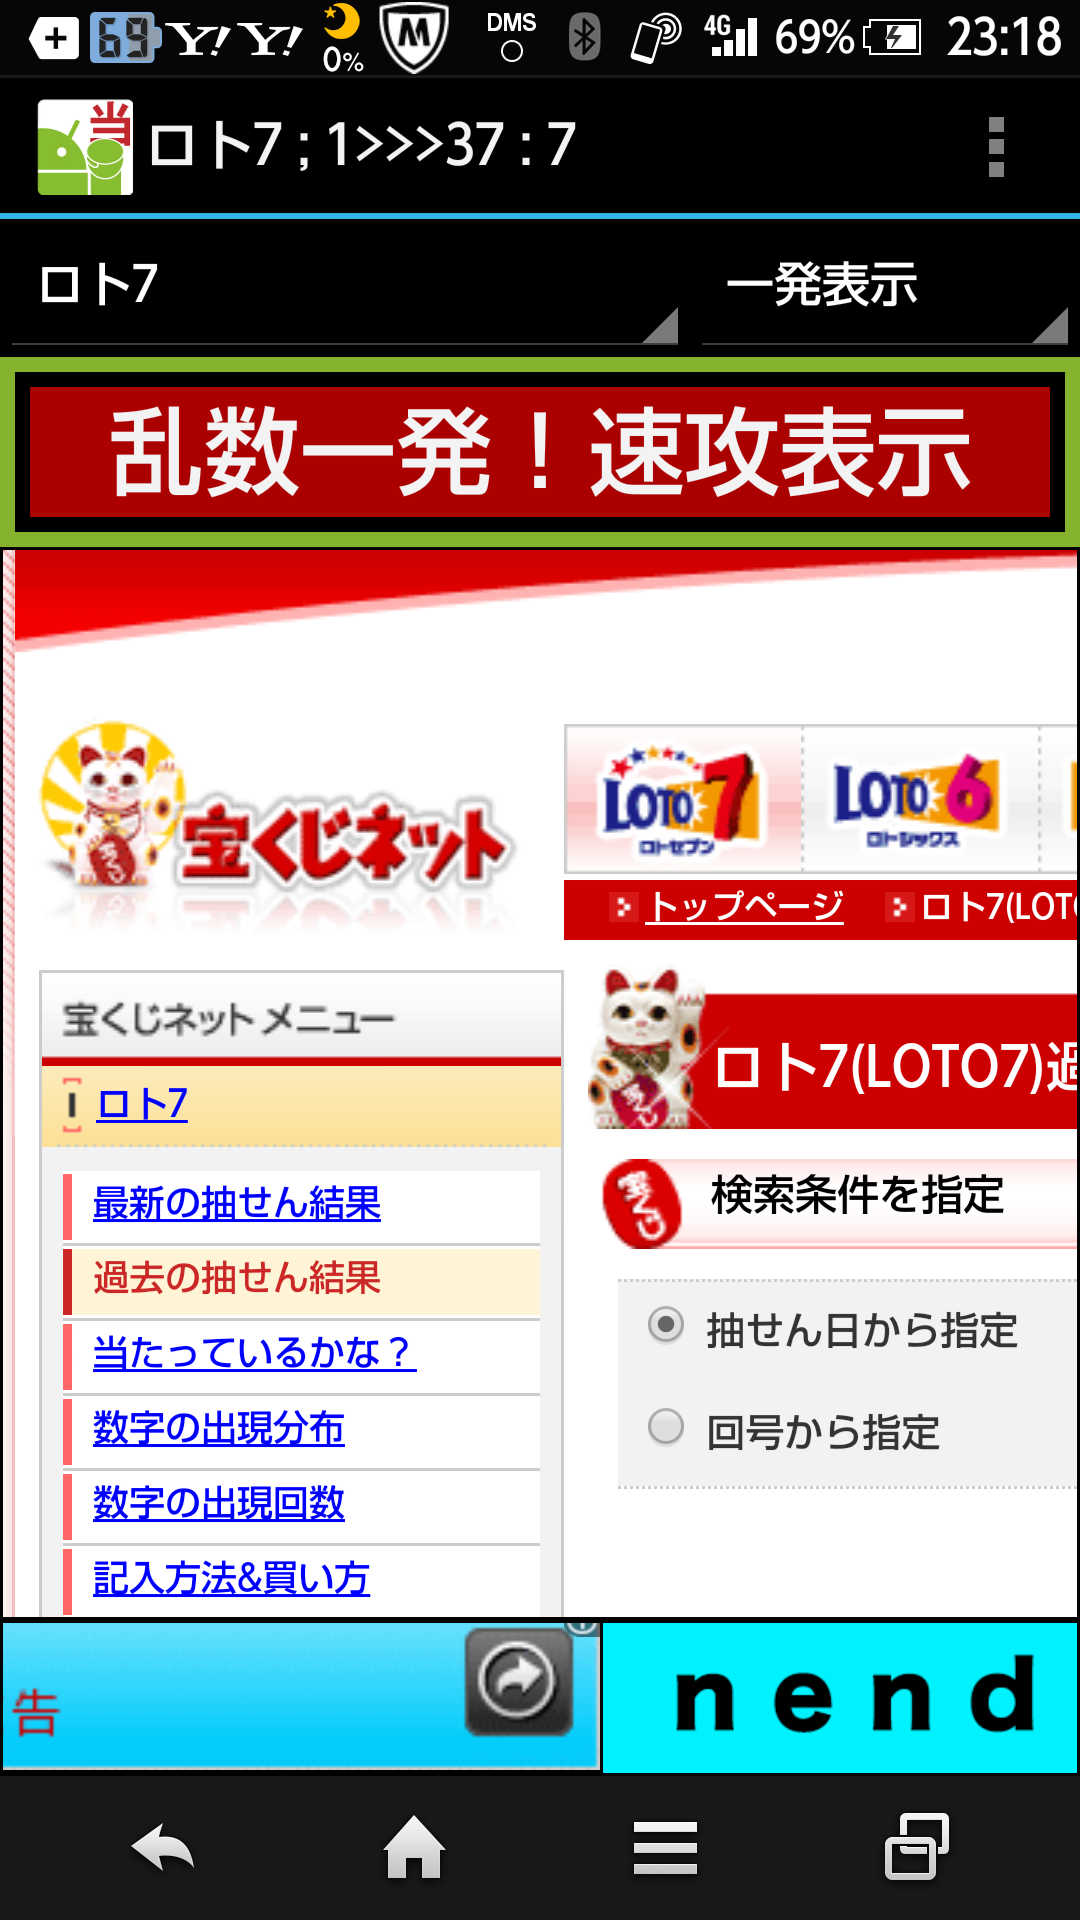 69 Y! Y! 0% M DMS 4G 69% 23:18
当
ロト7 ; 1>>>37 : 7
ロト7 一発表示
乱数一発！速攻表示
宝くじネット
LOTO 7
ロトセブン
LOTO 6
ロトシックス
トップページ ロト7(LOT
宝くじネット メニュー
ロト7(LOTO7)
ロト7
最新の抽せん結果
過去の抽せん結果
当たっているかな？
数字の出現分布
数字の出現回数
記入方法&買い方
宝くじ
検索条件を指定
抽せん日から指定
回号から指定
告
nend